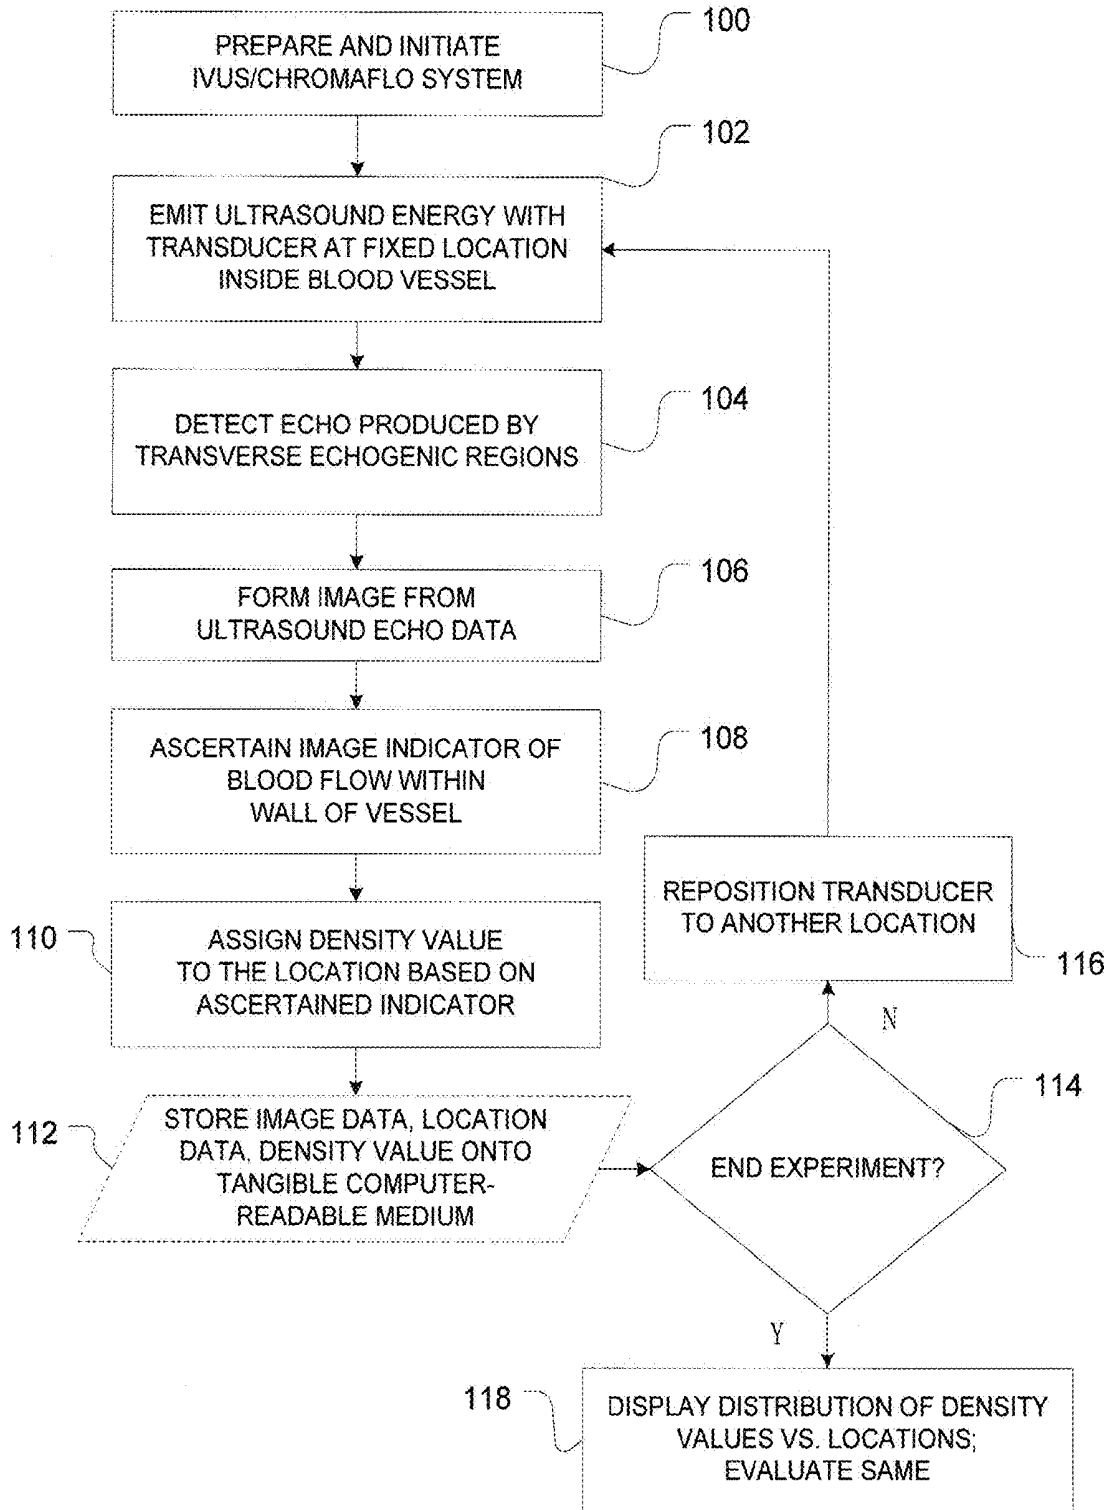 100
PREPARE AND INITIATE
IVUS/CHROMAFLO SYSTEM
102
EMIT ULTRASOUND ENERGY WITH
TRANSDUCER AT FIXED LOCATION
INSIDE BLOOD VESSEL
104
DETECT ECHO PRODUCED BY
TRANSVERSE ECHOGENIC REGIONS
106
FORM IMAGE FROM
ULTRASOUND ECHO DATA
108
ASCERTAIN IMAGE INDICATOR OF
BLOOD FLOW WITHIN
WALL OF VESSEL
110
ASSIGN DENSITY VALUE
TO THE LOCATION BASED ON
ASCERTAINED INDICATOR
112
STORE IMAGE DATA, LOCATION
DATA, DENSITY VALUE ONTO
TANGIBLE COMPUTER-
READABLE MEDIUM
114
END EXPERIMENT?
N
REPOSITION TRANSDUCER
TO ANOTHER LOCATION
116
Y
118
DISPLAY DISTRIBUTION OF DENSITY
VALUES VS. LOCATIONS;
EVALUATE SAME